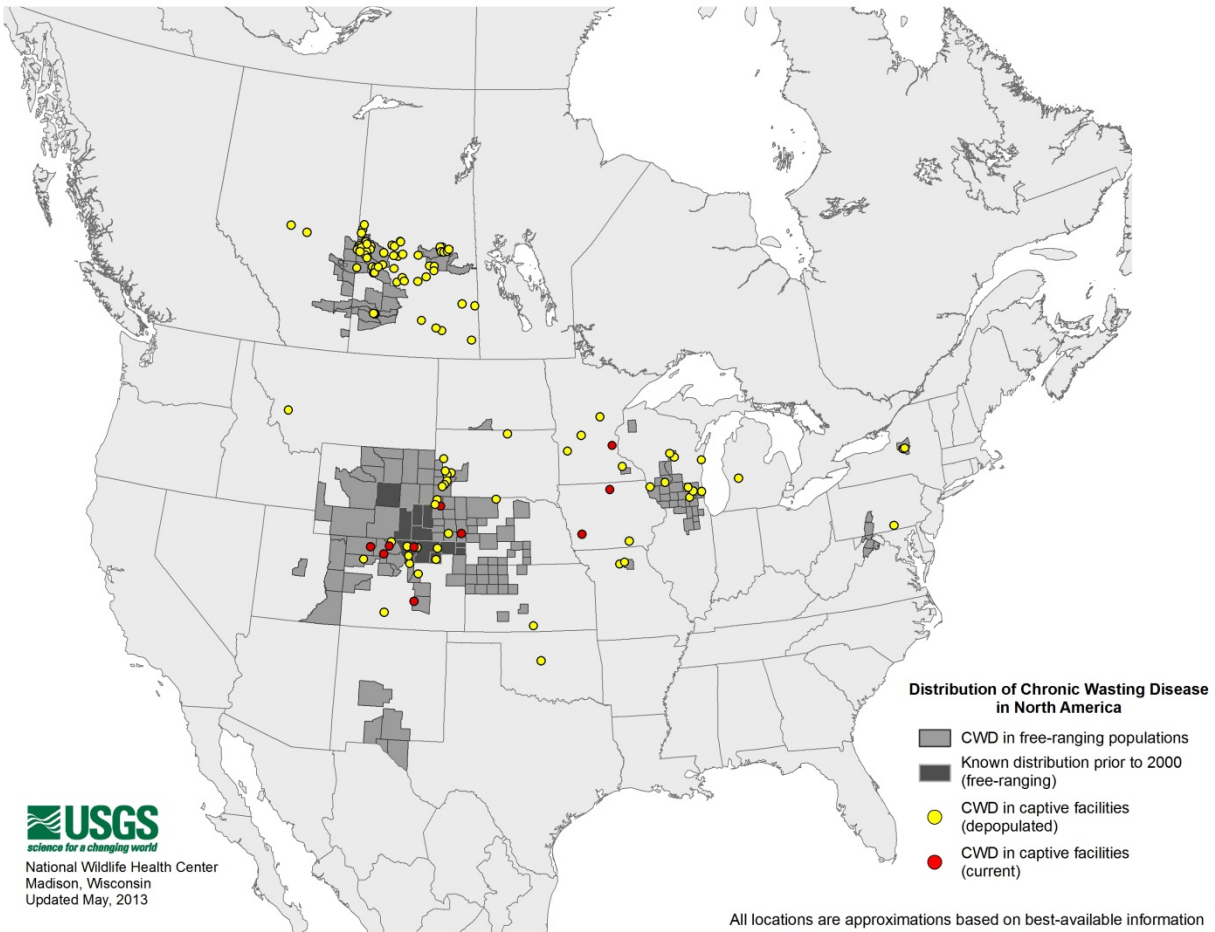 Distribution of Chronic Wasting Disease
in North America
CWD in free-ranging populations
Known distribution prior to 2000
(free-ranging)
CWD in captive facilities
(depopulated)
CWD in captive facilities
(current)
USGS
science for a changing world
National Wildlife Health Center
Madison, Wisconsin
Updated May, 2013
All locations are approximations based on best-available information